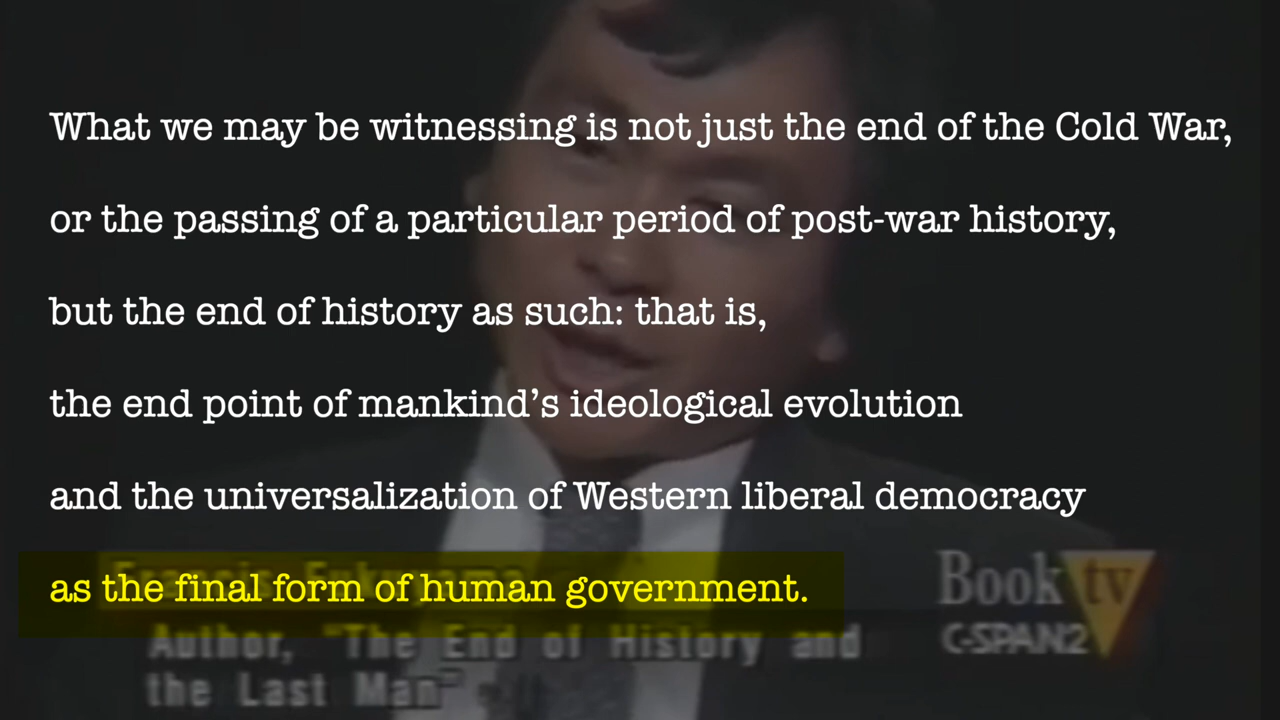 What we may be witnessing is not just the end of the Cold War,
or the passing of a particular period of post-war history,
but the end of history as such: that is,
the end point of mankind’s ideological evolution
and the universalization of Western liberal democracy
as the final form of human government.
Francis Fukuyama
Book tv
C-SPAN2
Author, "The End of History and
the Last Man"